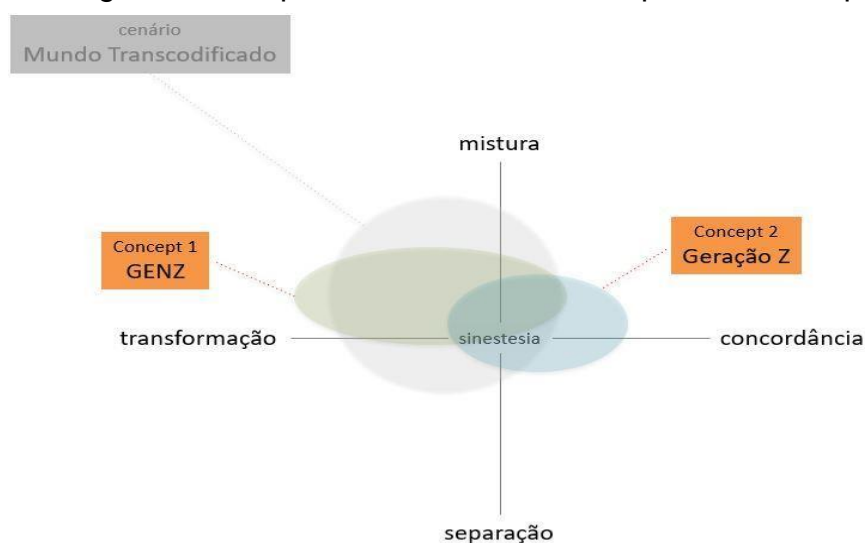 cenário
Mundo Transcodificado
mistura
Concept 1
GENZ
Concept 2
Geração Z
transformação
sinestesia
concordância
separação